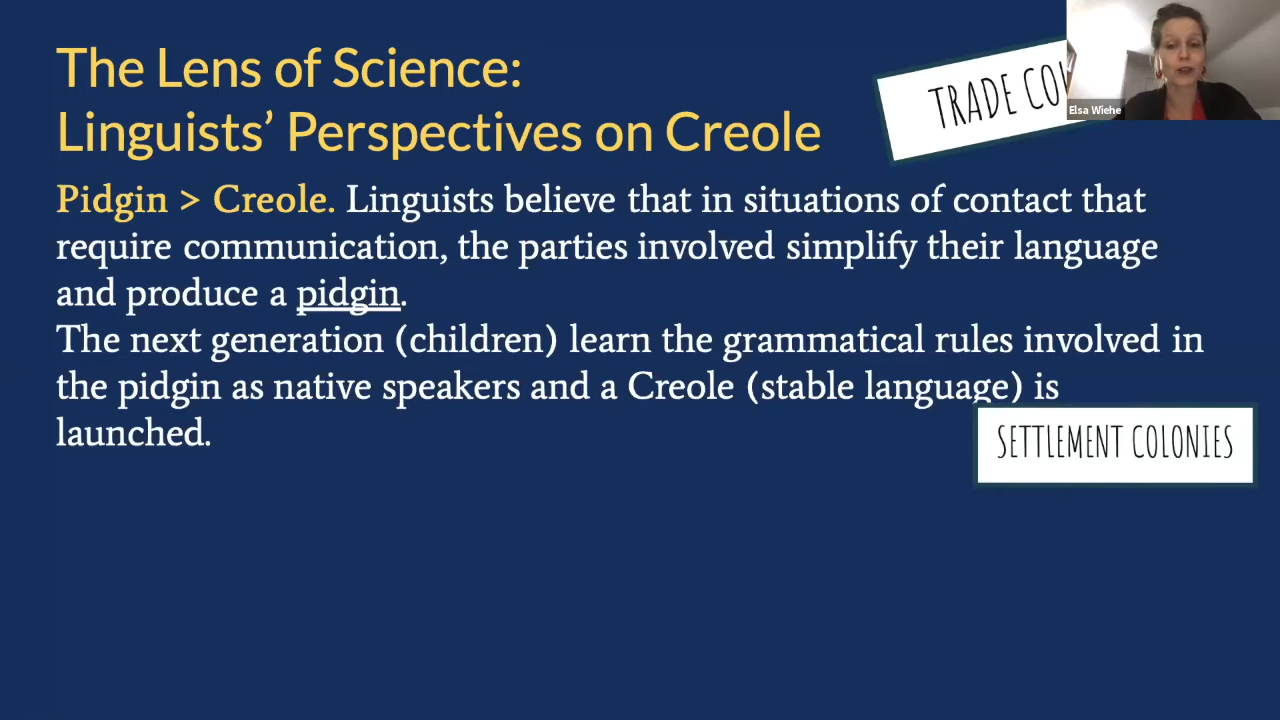 The Lens of Science:
Linguists’ Perspectives on Creole
TRADE
Elsa Wiehe
Pidgin > Creole. Linguists believe that in situations of contact that
require communication, the parties involved simplify their language
and produce a pidgin.
The next generation (children) learn the grammatical rules involved in
the pidgin as native speakers and a Creole (stable language) is
launched.
SETTLEMENT COLONIES